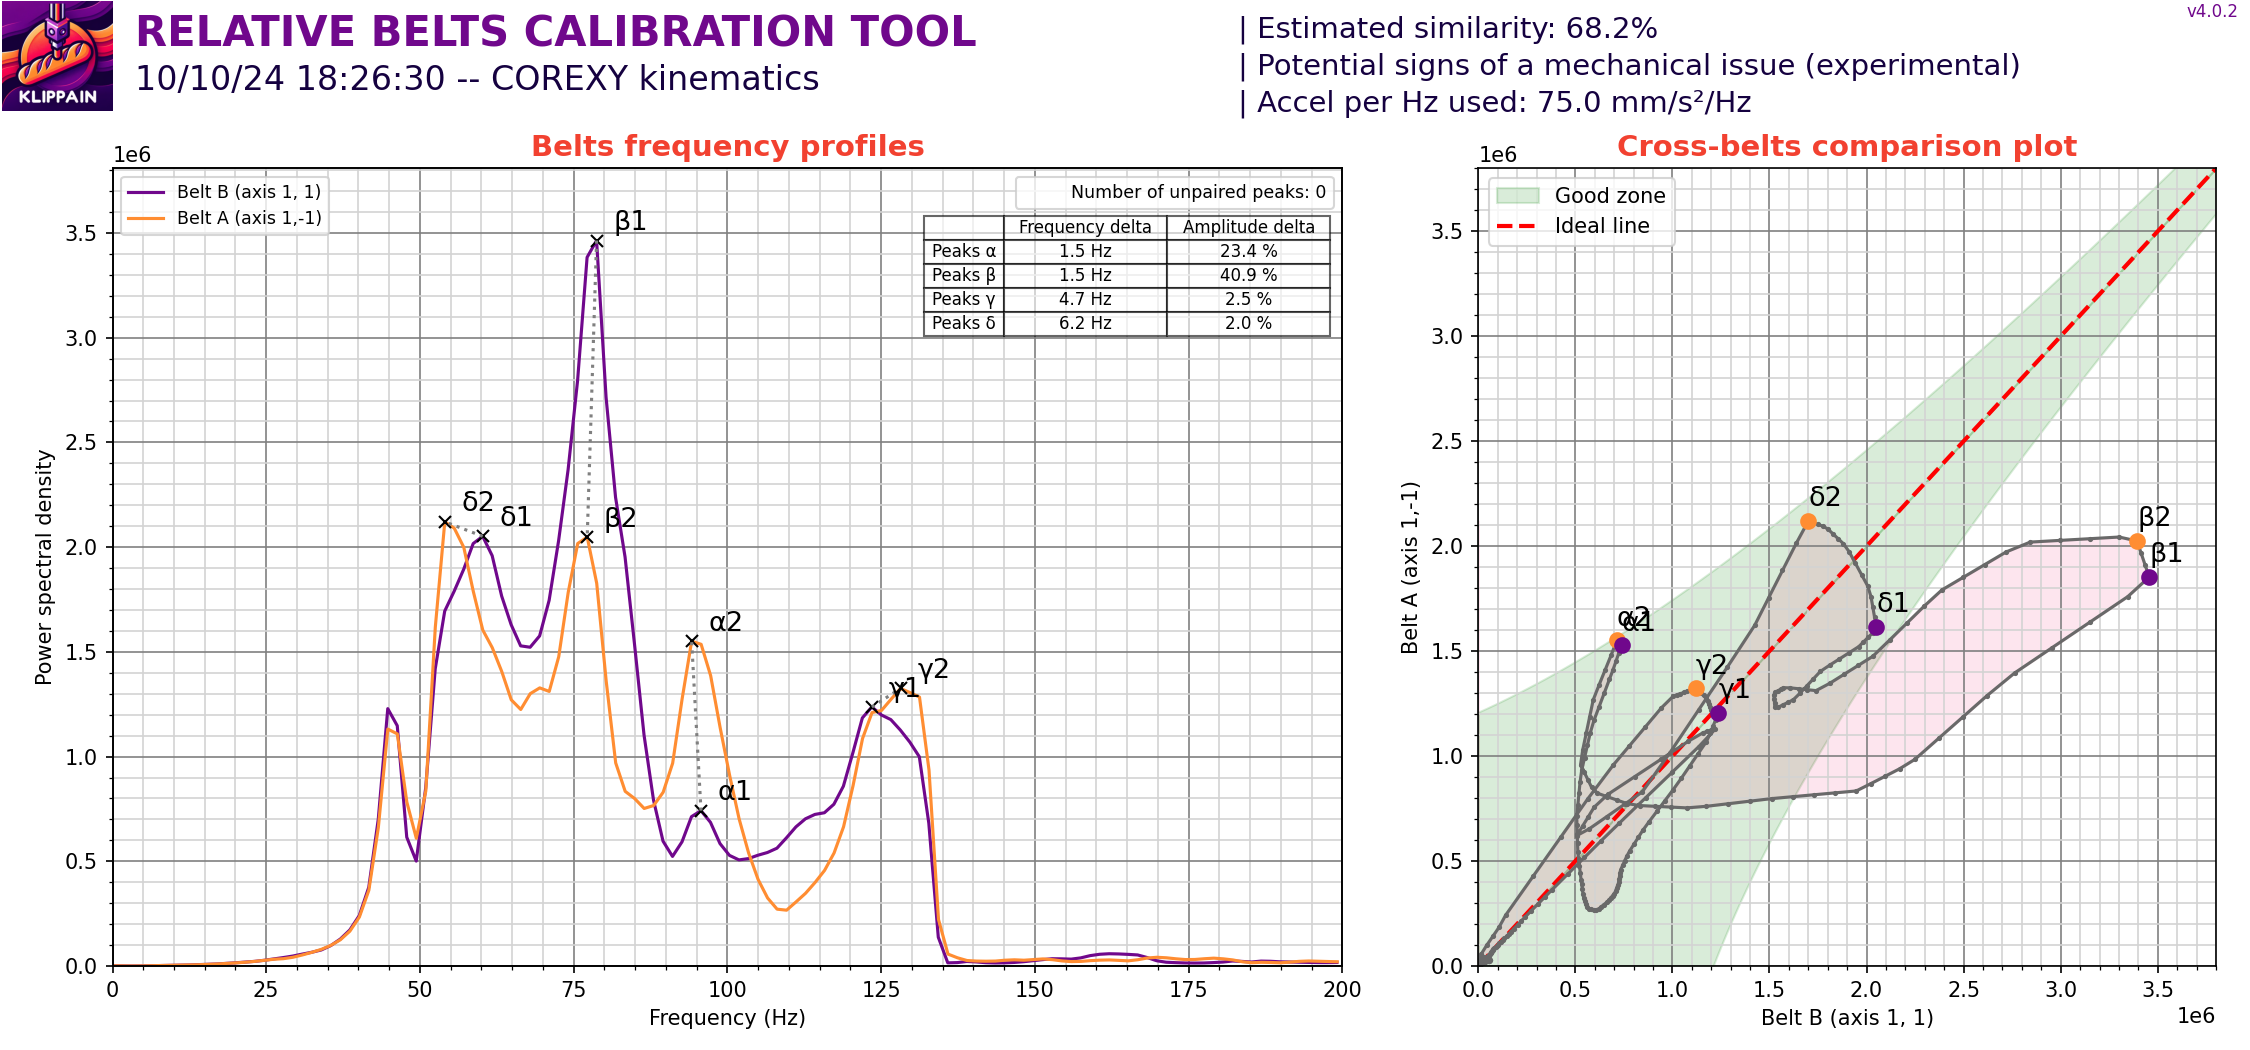 KLIPPAIN
RELATIVE BELTS CALIBRATION TOOL
10/10/24 18:26:30 -- COREXY kinematics
| Estimated similarity: 68.2%
| Potential signs of a mechanical issue (experimental)
| Accel per Hz used: 75.0 mm/s²/Hz
v4.0.2
Belts frequency profiles
1e6
Belt B (axis 1, 1)
Belt A (axis 1,-1)
Number of unpaired peaks: 0
Frequency delta Amplitude delta
Peaks α 1.5 Hz 23.4 %
Peaks β 1.5 Hz 40.9 %
Peaks γ 4.7 Hz 2.5 %
Peaks δ 6.2 Hz 2.0 %
β1
δ2
δ1
β2
α2
γ2
γ1
α1
3.5
3.0
2.5
2.0
1.5
1.0
0.5
0.0
Power spectral density
0 25 50 75 100 125 150 175 200
Frequency (Hz)
Cross-belts comparison plot
1e6
Good zone
Ideal line
δ2
β2
β1
δ1
α2
α1
γ2
γ1
3.5
3.0
2.5
2.0
1.5
1.0
0.5
0.0
Belt A (axis 1,-1)
0.0 0.5 1.0 1.5 2.0 2.5 3.0 3.5
Belt B (axis 1, 1)
1e6